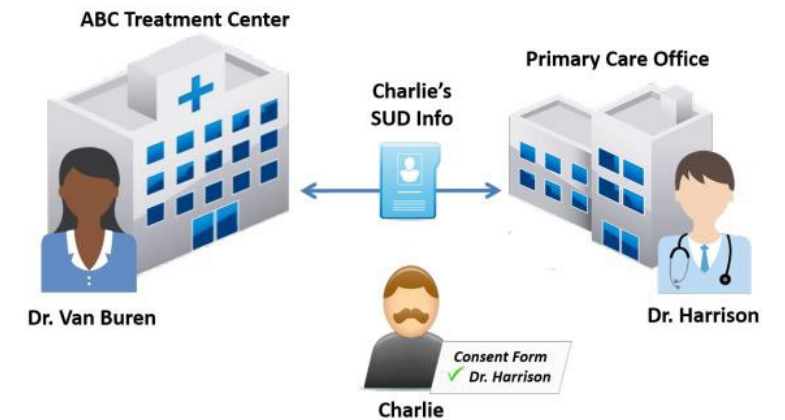 ABC Treatment Center
Primary Care Office
Charlie's
SUD Info
Dr. Van Buren
Dr. Harrison
Consent Form
✓ Dr. Harrison
Charlie